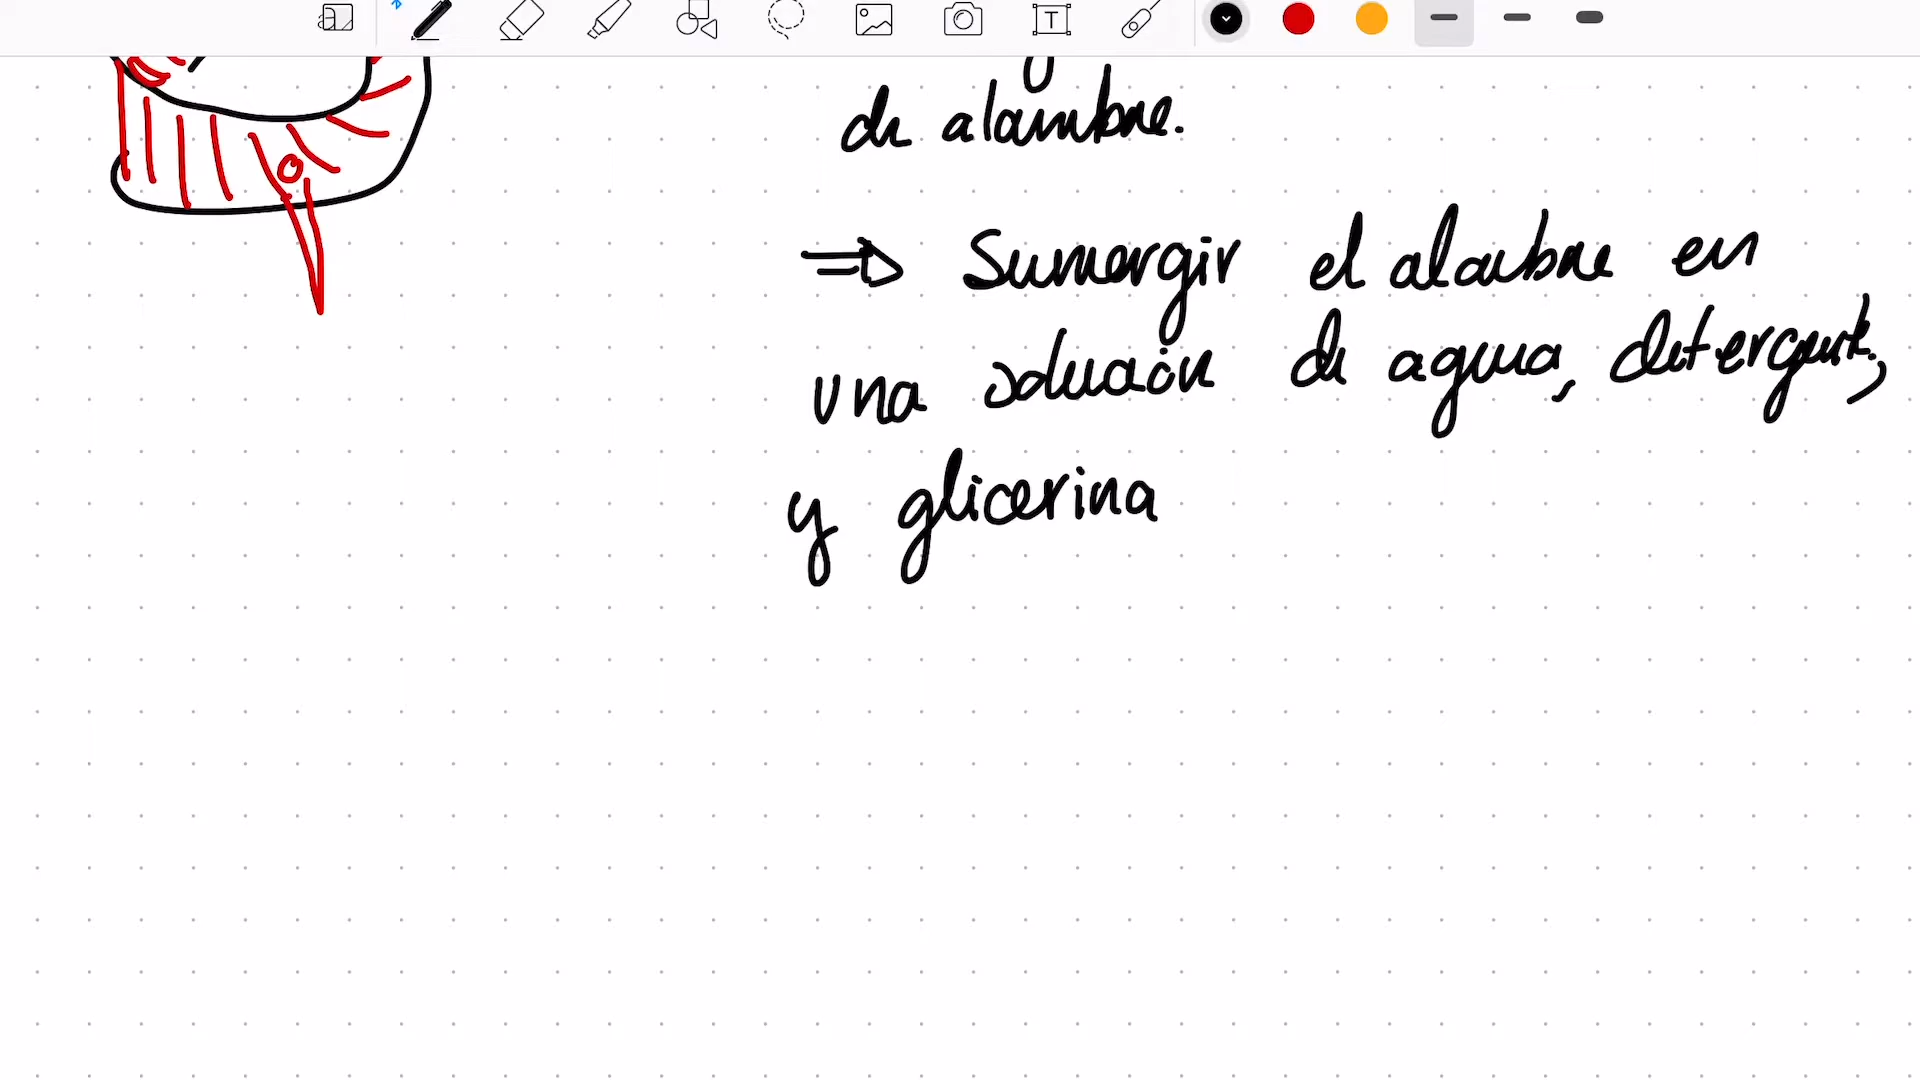 de alambre.
⇒ Sumergir el alambre en
una solución de agua, detergente,
y glicerina